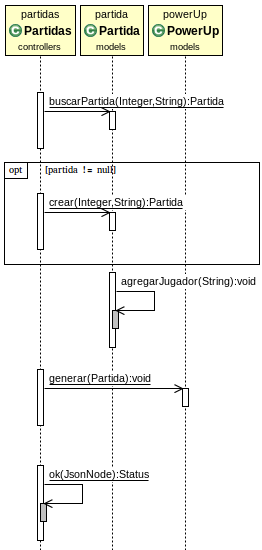 partidas partida powerUp
C Partidas C Partida C PowerUp
controllers models models
buscarPartida(Integer,String):Partida
opt [partida != null]
crear(Integer,String):Partida
agregarJugador(String):void
generar(Partida):void
ok(JsonNode):Status